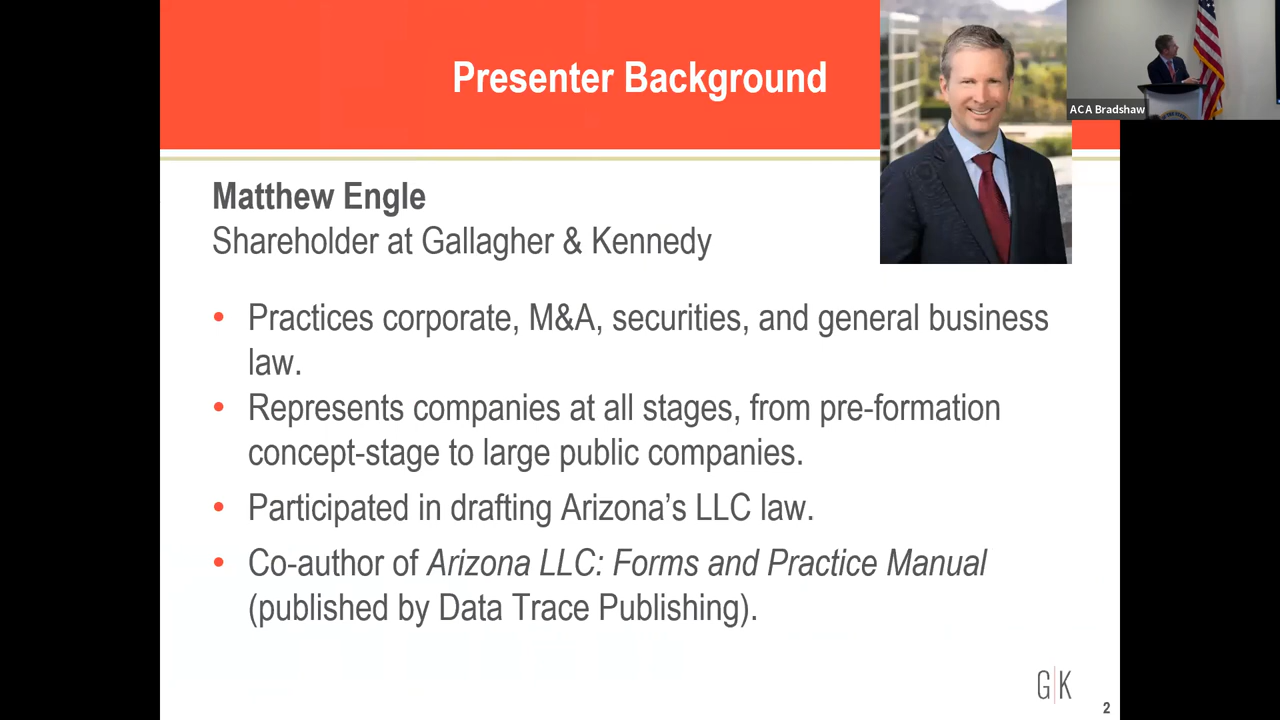 Presenter Background
ACA Bradshaw
Matthew Engle
Shareholder at Gallagher & Kennedy
• Practices corporate, M&A, securities, and general business
law.
• Represents companies at all stages, from pre-formation
concept-stage to large public companies.
• Participated in drafting Arizona’s LLC law.
• Co-author of Arizona LLC: Forms and Practice Manual
(published by Data Trace Publishing).
G|K
2